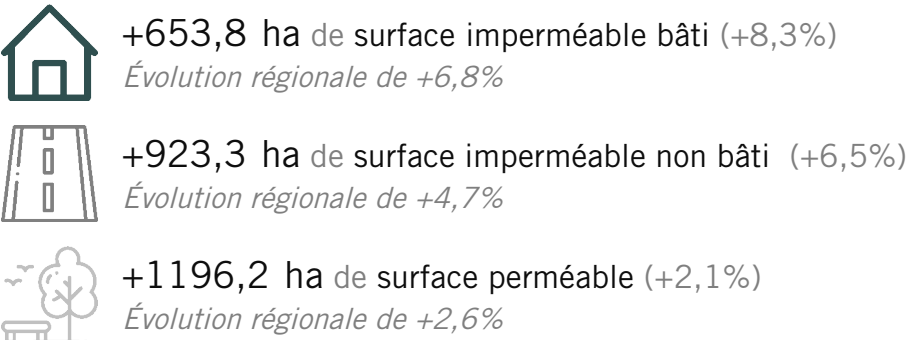 +653,8 ha de surface imperméable bâti (+8,3%)
Évolution régionale de +6,8%
+923,3 ha de surface imperméable non bâti (+6,5%)
Évolution régionale de +4,7%
+1196,2 ha de surface perméable (+2,1%)
Évolution régionale de +2,6%